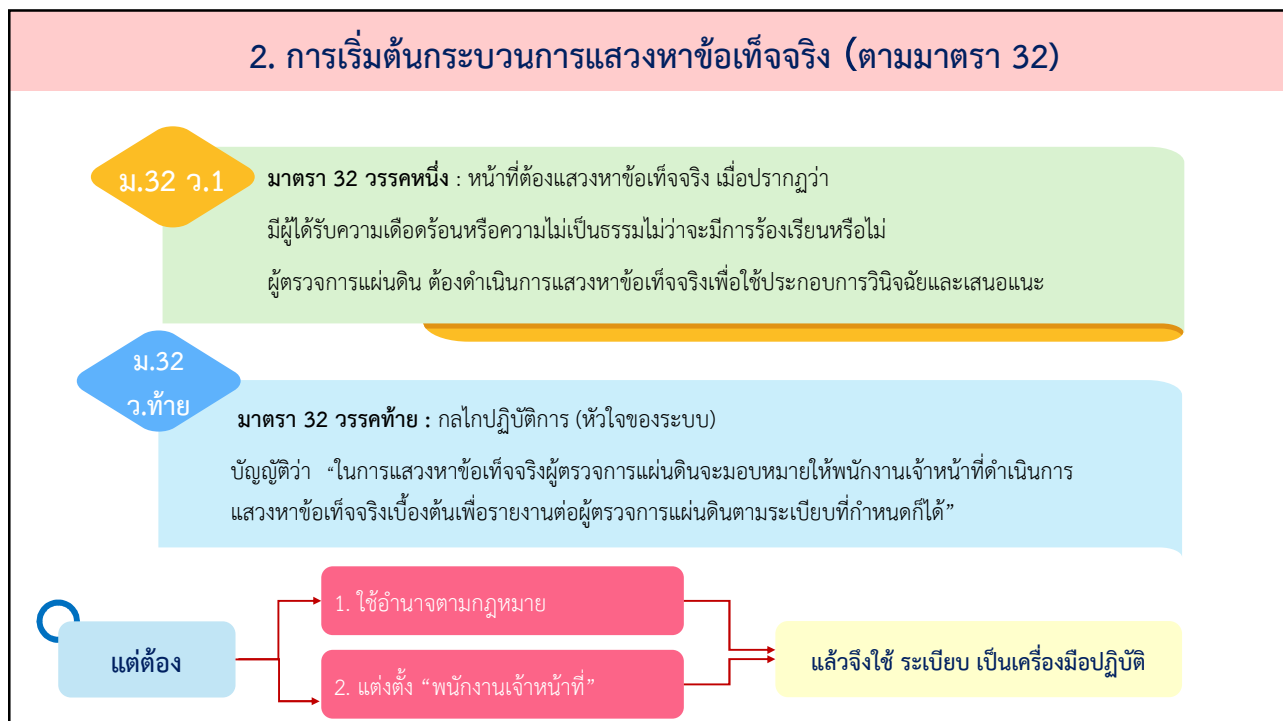 2. การเริ่มต้นกระบวนการแสวงหาข้อเท็จจริง (ตามมาตรา 32)
ม.32 ว.1
มาตรา 32 วรรคหนึ่ง : หน้าที่ต้องแสวงหาข้อเท็จจริง เมื่อปรากฏว่า
มีผู้ได้รับความเดือดร้อนหรือความไม่เป็นธรรมไม่ว่าจะมีการร้องเรียนหรือไม่
ผู้ตรวจการแผ่นดิน ต้องดำเนินการแสวงหาข้อเท็จจริงเพื่อใช้ประกอบการวินิจฉัยและเสนอแนะ
ม.32
ว.ท้าย
มาตรา 32 วรรคท้าย : กลไกปฏิบัติการ (หัวใจของระบบ)
บัญญัติว่า “ในการแสวงหาข้อเท็จจริงผู้ตรวจการแผ่นดินจะมอบหมายให้พนักงานเจ้าหน้าที่ดำเนินการ
แสวงหาข้อเท็จจริงเบื้องต้นเพื่อรายงานต่อผู้ตรวจการแผ่นดินตามระเบียบที่กำหนดก็ได้”
แต่ต้อง
1. ใช้อำนาจตามกฎหมาย
2. แต่งตั้ง “พนักงานเจ้าหน้าที่”
แล้วจึงใช้ ระเบียบ เป็นเครื่องมือปฏิบัติ